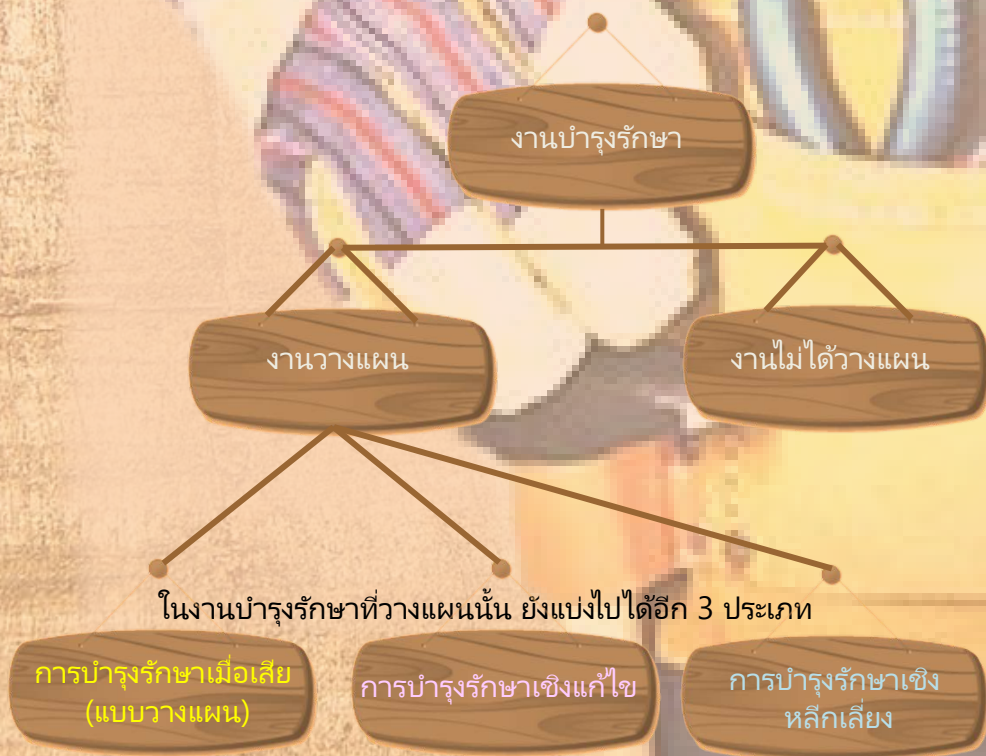 งานบำรุงรักษา
งานวางแผน
งานไม่ได้วางแผน
ในงานบำรุงรักษาที่วางแผนนั้น ยังแบ่งไปได้อีก 3 ประเภท
การบำรุงรักษาเมื่อเสีย
(แบบวางแผน)
การบำรุงรักษาเชิงแก้ไข
การบำรุงรักษาเชิง
หลีกเลี่ยง